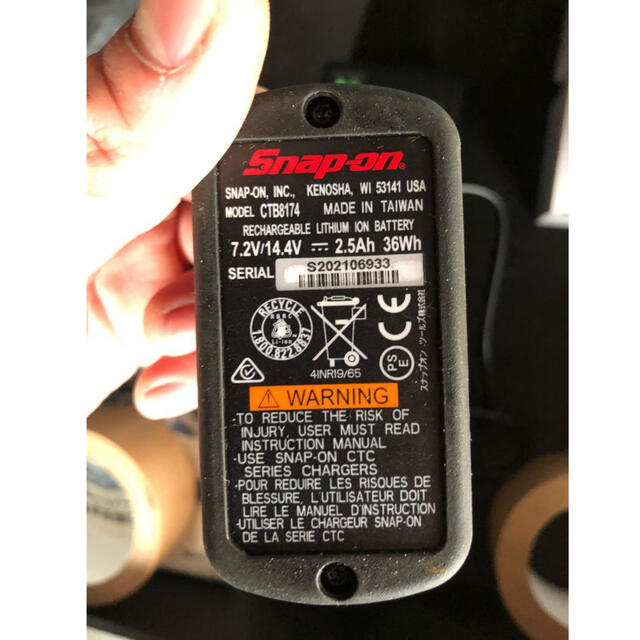 Snap-on®
SNAP-ON, INC., KENOSHA, WI 53141 USA
MODEL CTB8174 MADE IN TAIWAN
RECHARGEABLE LITHIUM ION BATTERY
7.2V/14.4V ⎓ 2.5Ah 36Wh
SERIAL S202106933
RECYCLE
RBRC
Li-ion
1.800.822.8837
4INR19/65
CE
PS
E
スナップオン・ツールズ株式会社
⚠ WARNING
-TO REDUCE THE RISK OF
INJURY, USER MUST READ
INSTRUCTION MANUAL
-USE SNAP-ON CTC
SERIES CHARGERS
-POUR REDUIRE LES RISQUES DE
BLESSURE, L'UTILISATEUR DOIT
LIRE LE MANUEL D'INSTRUCTION
-UTILISER LE CHARGEUR SNAP-ON
DE LA SERIE CTC